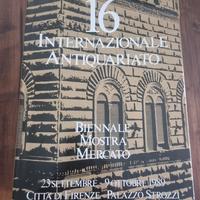 16
INTERNAZIONALE
ANTIQUARIATO
BIENNALE
MOSTRA
MERCATO
23 SETTEMBRE - 9 OTTOBRE 1989
CITTÀ DI FIRENZE - PALAZZO STROZZI